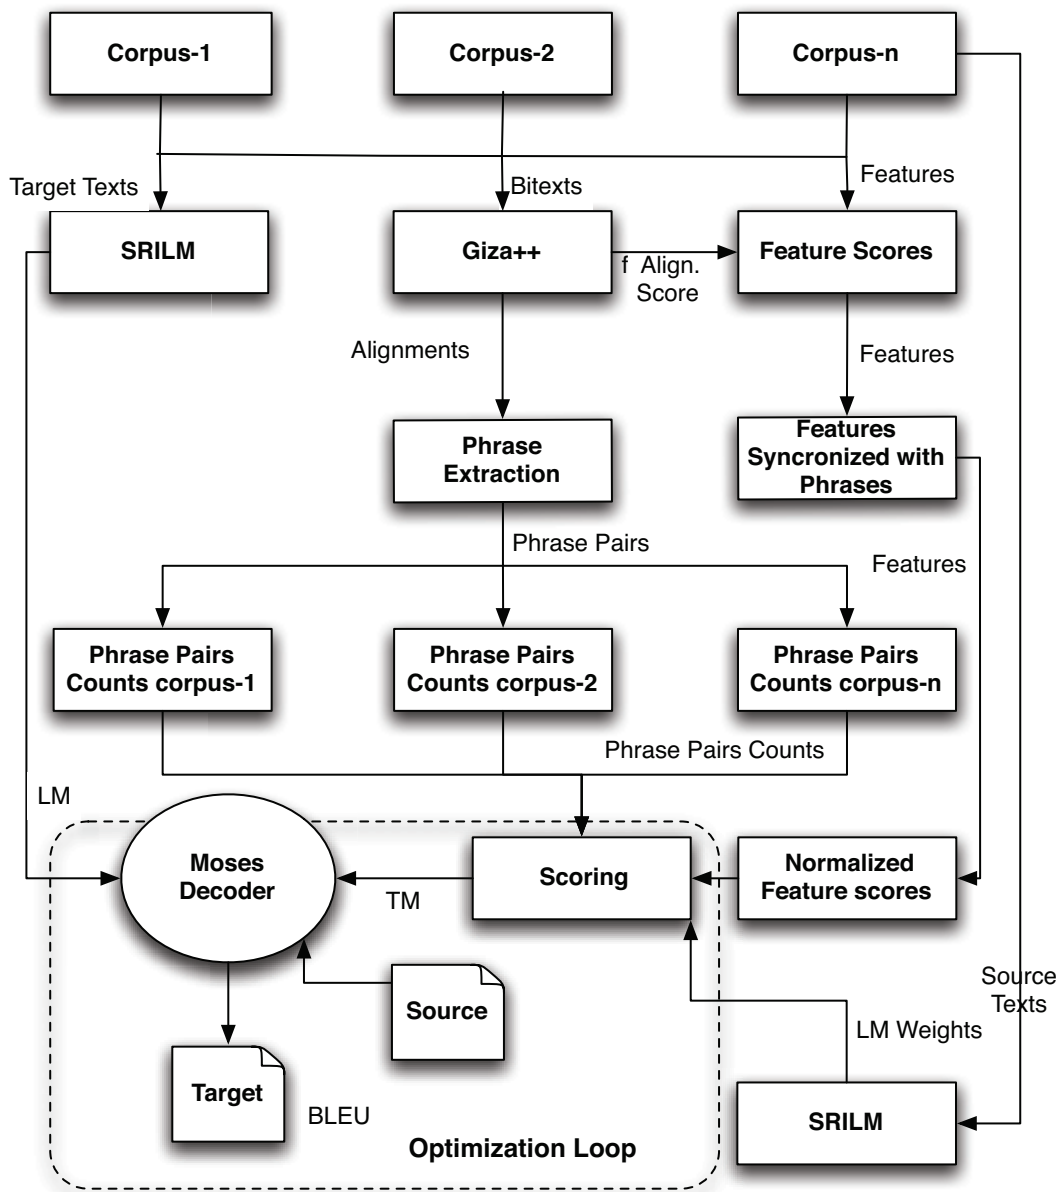 Corpus-1
Corpus-2
Corpus-n
Target Texts
Bitexts
Features
SRILM
Giza++
f Align.
Score
Feature Scores
Alignments
Features
Phrase
Extraction
Features
Syncronized with
Phrases
Phrase Pairs
Features
Phrase Pairs
Counts corpus-1
Phrase Pairs
Counts corpus-2
Phrase Pairs
Counts corpus-n
Phrase Pairs Counts
LM
Moses
Decoder
TM
Scoring
Normalized
Feature scores
Source
Source
Texts
LM Weights
Target
BLEU
SRILM
Optimization Loop